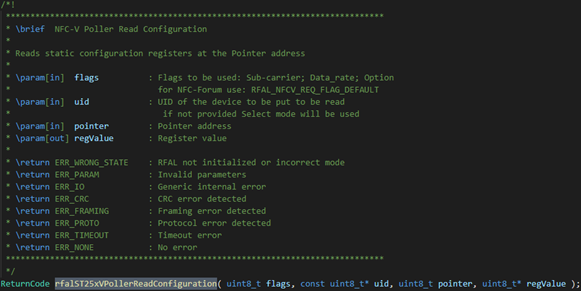 /*!
*****************************************************************************
* \brief  NFC-V Poller Read Configuration
*
* Reads static configuration registers at the Pointer address
*
* \param[in]  flags          : Flags to be used: Sub-carrier; Data_rate; Option
*                              for NFC-Forum use: RFAL_NFCV_REQ_FLAG_DEFAULT
* \param[in]  uid            : UID of the device to be put to be read
*                               if not provided Select mode will be used
* \param[in]  pointer        : Pointer address
* \param[out] regValue       : Register value
*
* \return ERR_WRONG_STATE    : RFAL not initialized or incorrect mode
* \return ERR_PARAM          : Invalid parameters
* \return ERR_IO             : Generic internal error
* \return ERR_CRC            : CRC error detected
* \return ERR_FRAMING        : Framing error detected
* \return ERR_PROTO          : Protocol error detected
* \return ERR_TIMEOUT        : Timeout error
* \return ERR_NONE           : No error
*****************************************************************************
*/
ReturnCode rfalST25xVPollerReadConfiguration( uint8_t flags, const uint8_t* uid, uint8_t pointer, uint8_t* regValue );